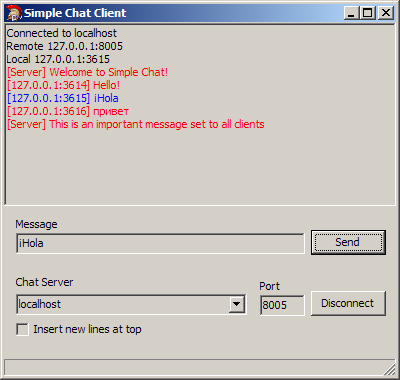 Simple Chat Client
Connected to localhost
Remote 127.0.0.1:8005
Local 127.0.0.1:3615
[Server] Welcome to Simple Chat!
[127.0.0.1:3614] Hello!
[127.0.0.1:3615] iHola
[127.0.0.1:3616] привет
[Server] This is an important message set to all clients
Message
iHola
Send
Chat Server
Port
localhost
8005
Disconnect
Insert new lines at top